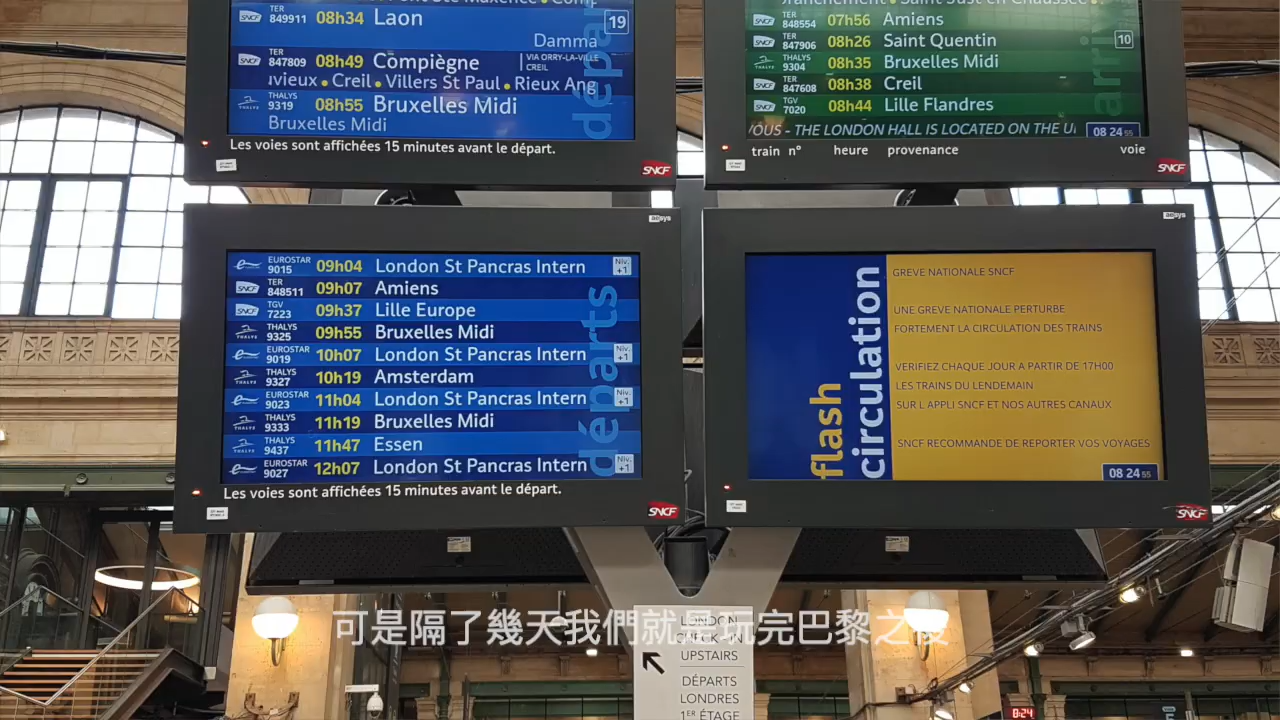 TER 849911 08h34 Laon 19
Damma
TER 847809 08h49 Compiègne VIA ORLY-LA-VILLE CREIL
vieux • Creil • Villers St Paul • Rieux Ang
THALYS 9319 08h55 Bruxelles Midi
Bruxelles Midi
départ
Les voies sont affichées 15 minutes avant le départ.
SNCF
TER 848554 07h56 Amiens
TER 847906 08h26 Saint Quentin 10
THALYS 9304 08h35 Bruxelles Midi
TER 847608 08h38 Creil
TGV 7020 08h44 Lille Flandres
VOUS - THE LONDON HALL IS LOCATED ON THE U
08 24 55
train n° heure provenance voie
SNCF
aesys
EUROSTAR 9015 09h04 London St Pancras Intern Niv. +1
TER 848511 09h07 Amiens
TGV 7223 09h37 Lille Europe
THALYS 9325 09h55 Bruxelles Midi
EUROSTAR 9019 10h07 London St Pancras Intern Niv. +1
THALYS 9327 10h19 Amsterdam
EUROSTAR 9023 11h04 London St Pancras Intern Niv. +1
THALYS 9333 11h19 Bruxelles Midi
THALYS 9437 11h47 Essen
EUROSTAR 9027 12h07 London St Pancras Intern Niv. +1
départs
Les voies sont affichées 15 minutes avant le départ.
SNCF
aesys
flash
circulation
GREVE NATIONALE SNCF
UNE GREVE NATIONALE PERTURBE
FORTEMENT LA CIRCULATION DES TRAINS
VERIFIEZ CHAQUE JOUR A PARTIR DE 17H00
LES TRAINS DU LENDEMAIN
SUR L APPLI SNCF ET NOS AUTRES CANAUX
SNCF RECOMMANDE DE REPORTER VOS VOYAGES
08 24 55
SNCF
可是隔了幾天我們就是玩完巴黎之後
LONDON
CHECK-IN
UPSTAIRS
DÉPARTS
LONDRES
1ER ÉTAGE
8:24